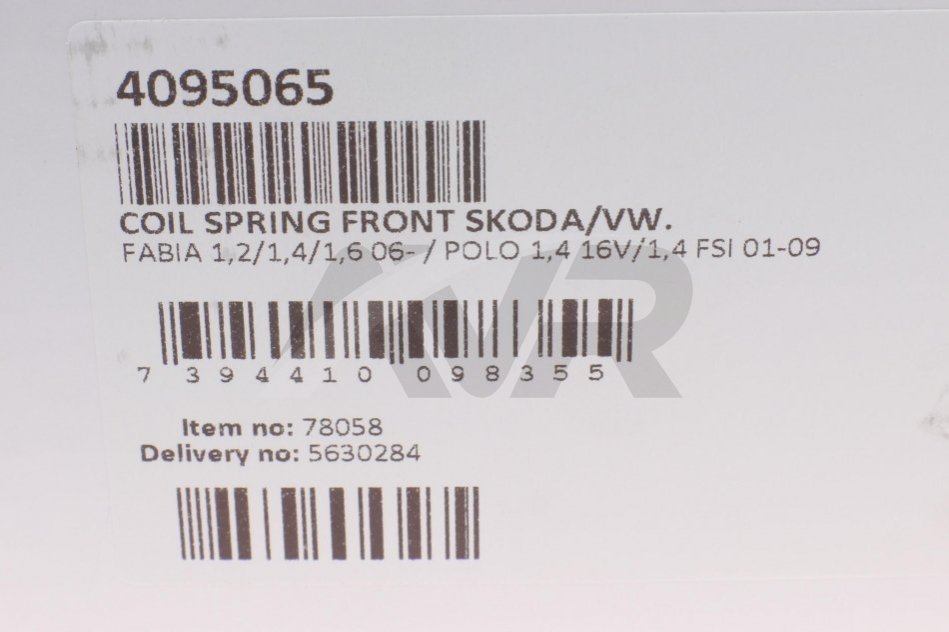 4095065
COIL SPRING FRONT SKODA/VW.
FABIA 1,2/1,4/1,6 06- / POLO 1,4 16V/1,4 FSI 01-09
7 394410 098355
Item no: 78058
Delivery no: 5630284